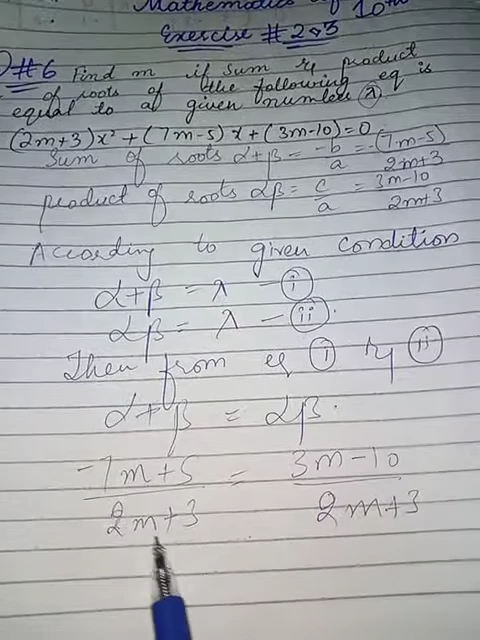 Mathematics of 10th
Exercise # 2.3
Q#6 Find m if sum & product
of roots of the following eq is
equal to a given number λ
(2m+3)x² + (7m-5)x + (3m-10) = 0
Sum of roots α+β = -b/a = -(7m-5)/2m+3
product of roots αβ = c/a = 3m-10/2m+3
According to given condition
α+β = λ - (i)
αβ = λ - (ii)
Then from eq (i) & (ii)
α+β = αβ.
-7m+5/2m+3 = 3m-10/2m+3